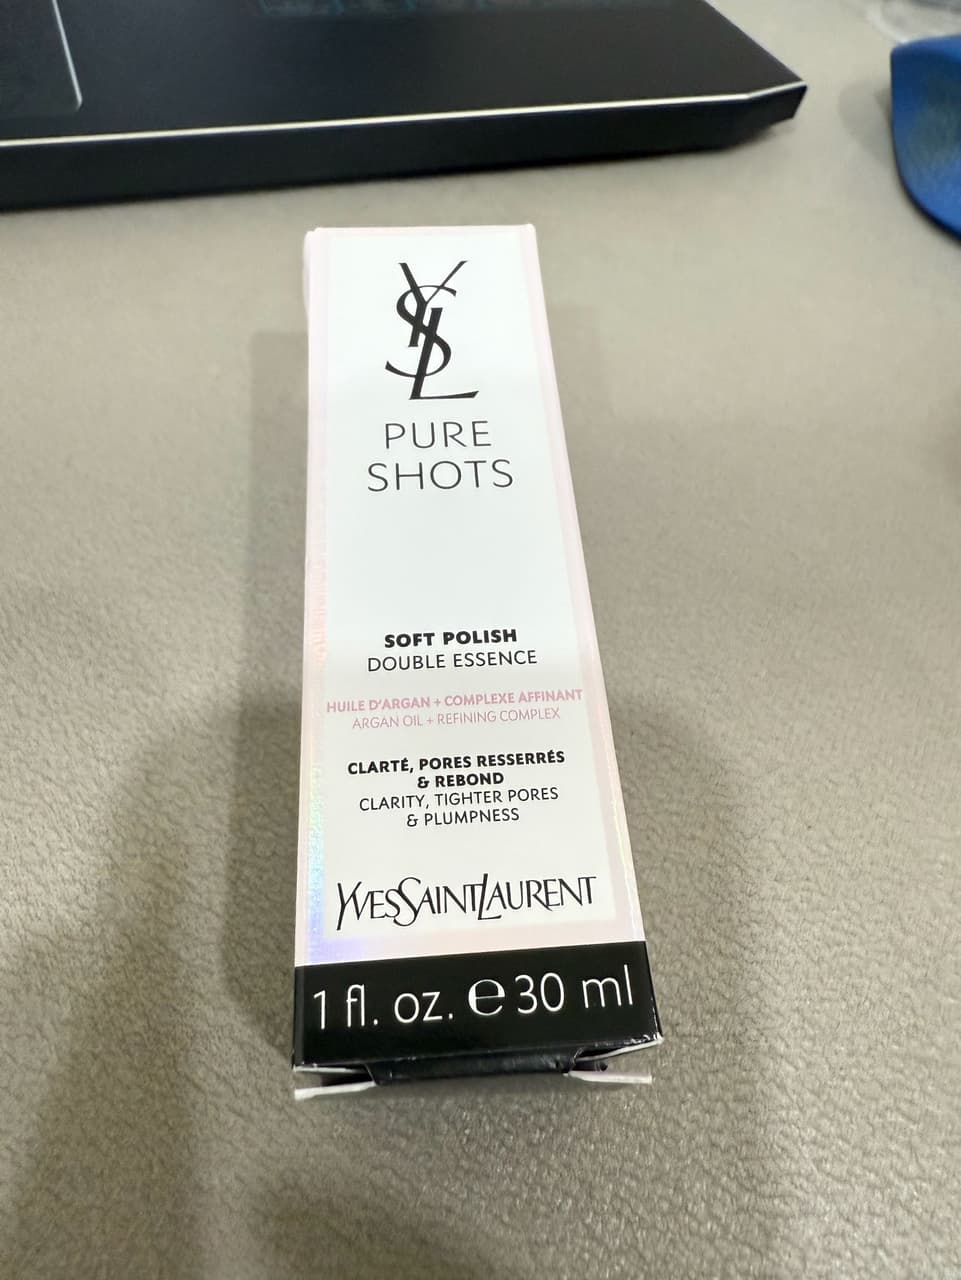 YSL
PURE
SHOTS
SOFT POLISH
DOUBLE ESSENCE
HUILE D'ARGAN + COMPLEXE AFFINANT
ARGAN OIL + REFINING COMPLEX
CLARTÉ, PORES RESSERRÉS
& REBOND
CLARITY, TIGHTER PORES
& PLUMPNESS
YVESSAINTLAURENT
1 fl. oz. ℮ 30 ml